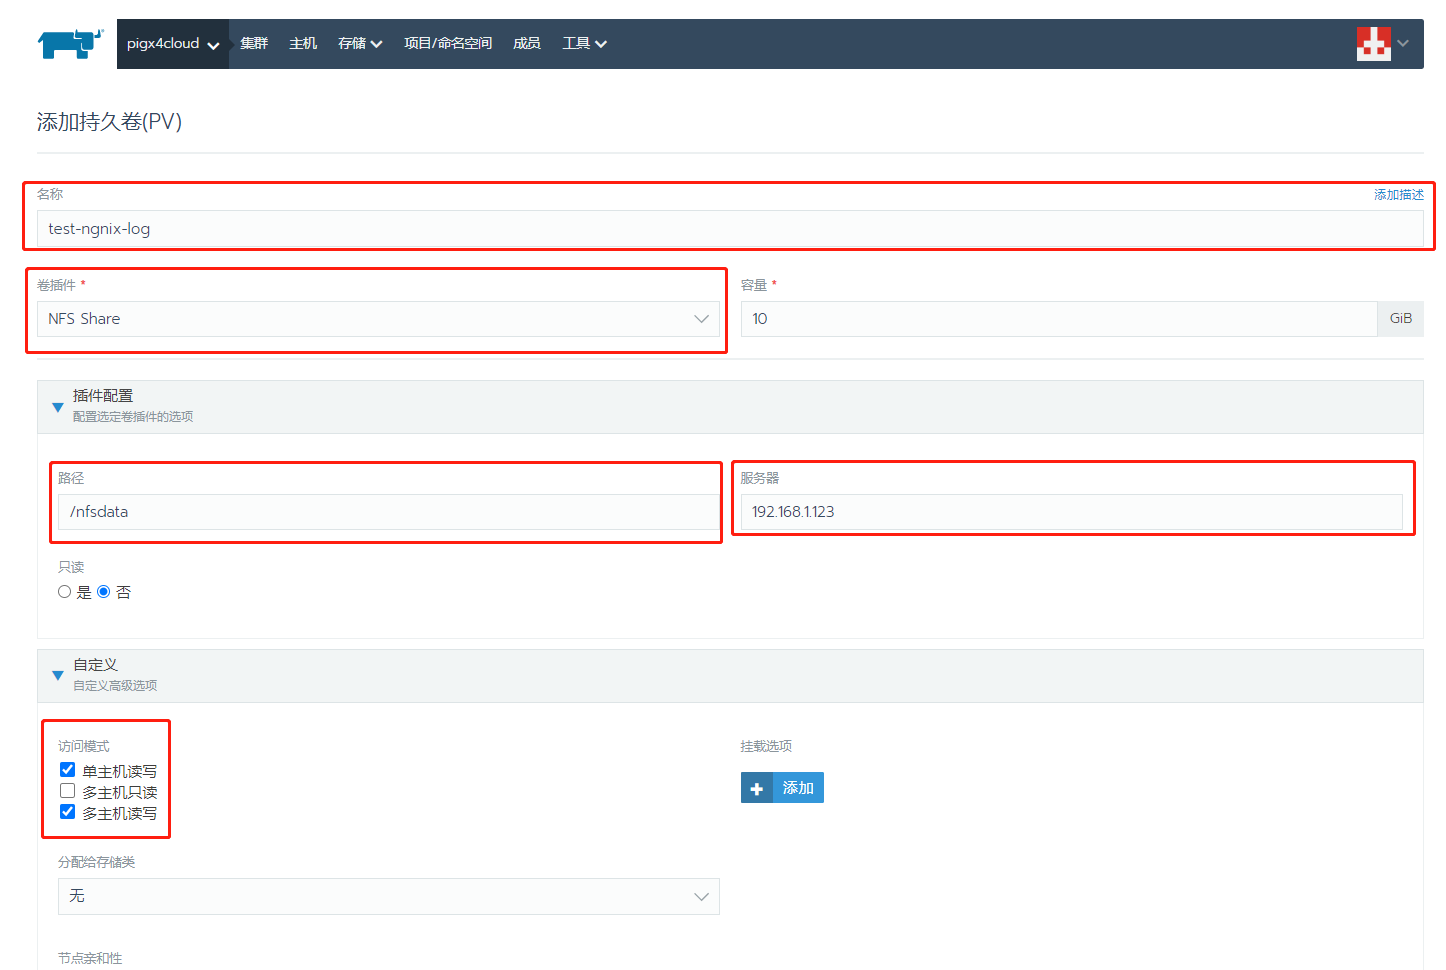 pigx4cloud 集群 主机 存储 项目/命名空间 成员 工具
添加持久卷(PV)
名称 添加描述
test-ngnix-log
卷插件 * 容量 *
NFS Share 10 GiB
插件配置
配置选定卷插件的选项
路径 服务器
/nfsdata 192.168.1.123
只读
是 否
自定义
自定义高级选项
访问模式 挂载选项
单主机读写
多主机只读 添加
多主机读写
分配给存储类
无
节点亲和性